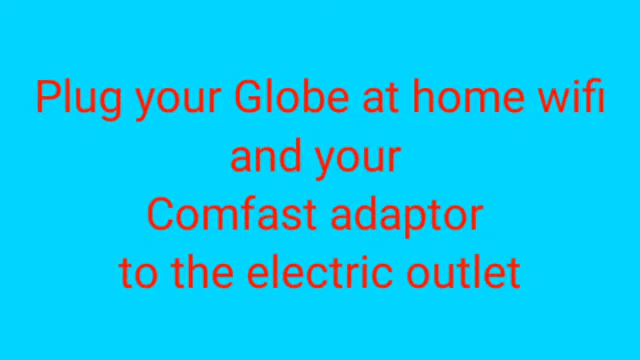 Plug your Globe at home wifi
and your
Comfast adaptor
to the electric outlet